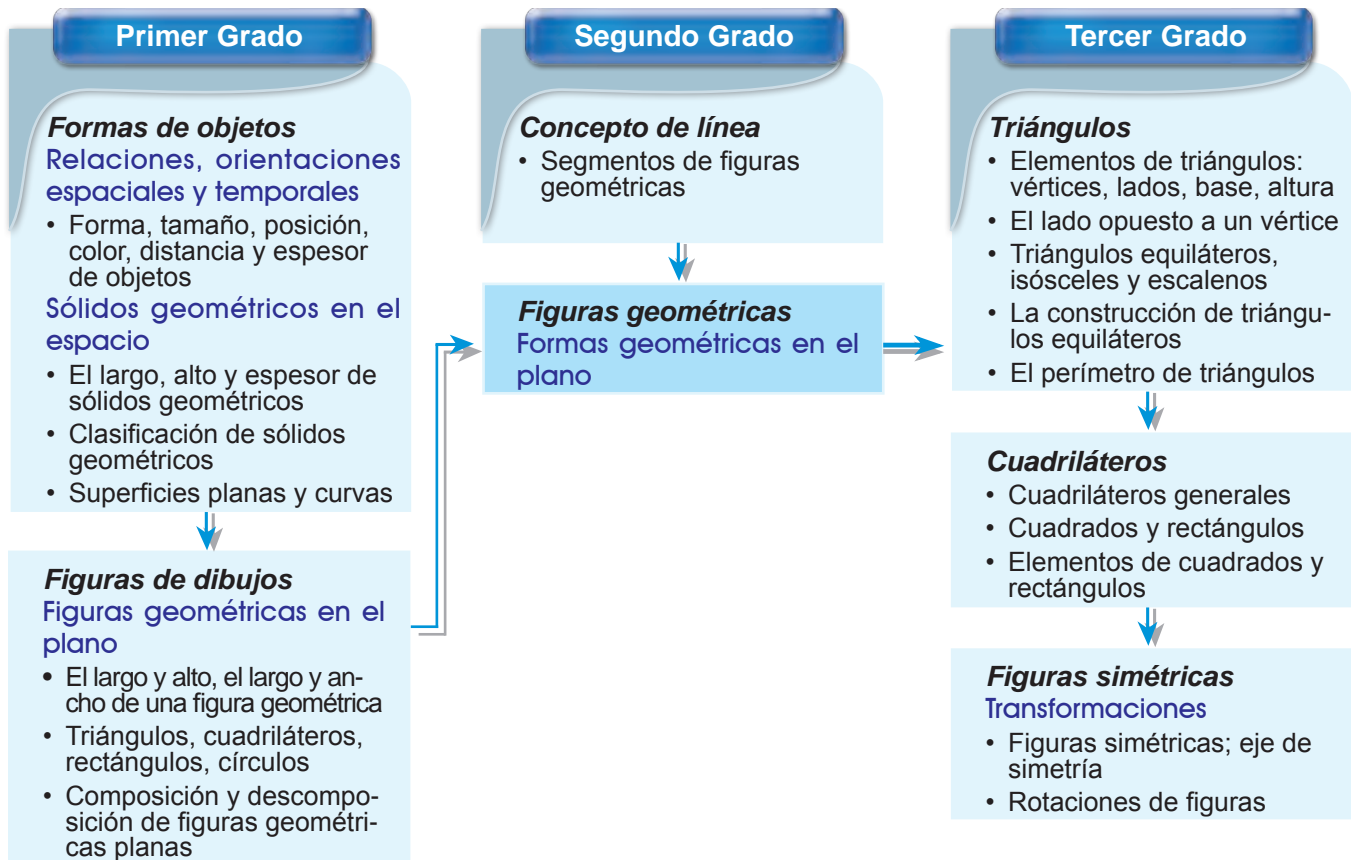 Primer Grado
Formas de objetos
Relaciones, orientaciones
espaciales y temporales
• Forma, tamaño, posición,
color, distancia y espesor
de objetos
Sólidos geométricos en el
espacio
• El largo, alto y espesor de
sólidos geométricos
• Clasificación de sólidos
geométricos
• Superficies planas y curvas
Figuras de dibujos
Figuras geométricas en el
plano
• El largo y alto, el largo y an-
cho de una figura geométrica
• Triángulos, cuadriláteros,
rectángulos, círculos
• Composición y descompo-
sición de figuras geométri-
cas planas
Segundo Grado
Concepto de línea
• Segmentos de figuras
geométricas
Figuras geométricas
Formas geométricas en el
plano
Tercer Grado
Triángulos
• Elementos de triángulos:
vértices, lados, base, altura
• El lado opuesto a un vértice
• Triángulos equiláteros,
isósceles y escalenos
• La construcción de triángu-
los equiláteros
• El perímetro de triángulos
Cuadriláteros
• Cuadriláteros generales
• Cuadrados y rectángulos
• Elementos de cuadrados y
rectángulos
Figuras simétricas
Transformaciones
• Figuras simétricas; eje de
simetría
• Rotaciones de figuras